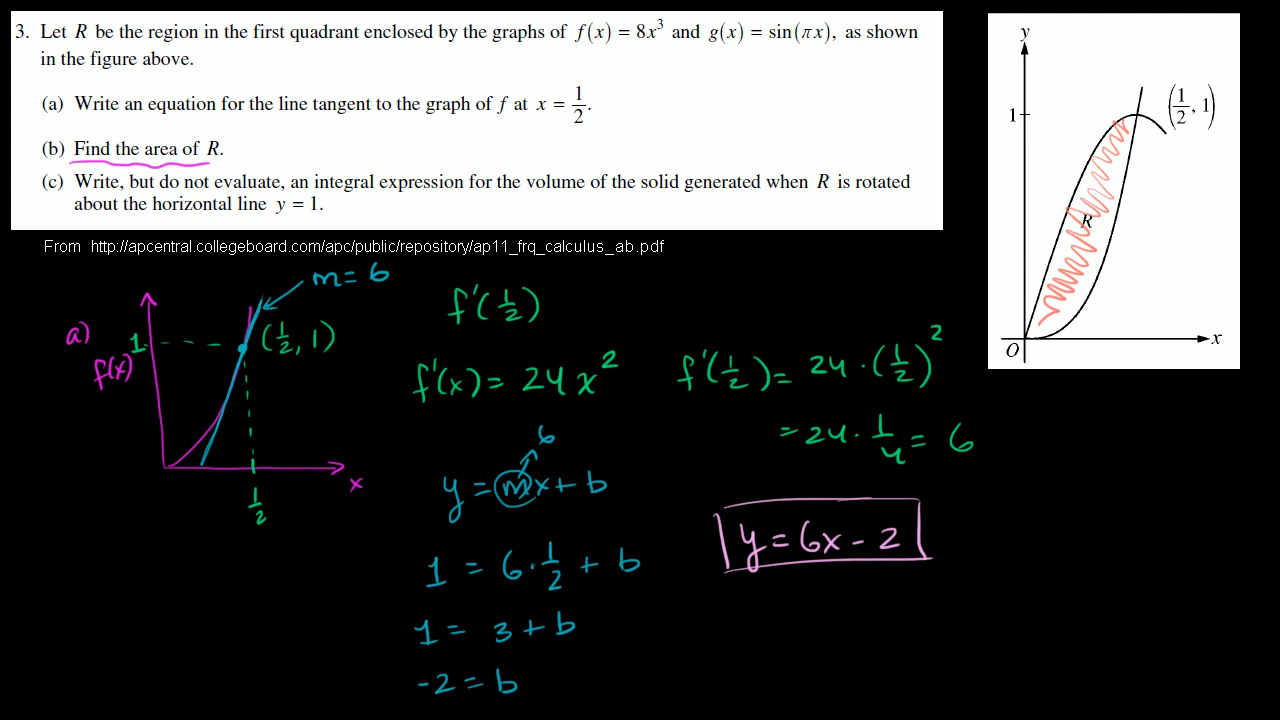 3. Let R be the region in the first quadrant enclosed by the graphs of f(x) = 8x³ and g(x) = sin(πx), as shown
in the figure above.
(a) Write an equation for the line tangent to the graph of f at x = 1/2.
(b) Find the area of R.
(c) Write, but do not evaluate, an integral expression for the volume of the solid generated when R is rotated
about the horizontal line y = 1.
From http://apcentral.collegeboard.com/apc/public/repository/ap11_frq_calculus_ab.pdf
y
1
(1/2, 1)
R
O
x
a)
f(x)
1
m = 6
(1/2, 1)
x
1/2
f'(1/2)
f'(x) = 24x²
f'(1/2) = 24 · (1/2)²
= 24 · 1/4 = 6
6
y = mx + b
1 = 6 · 1/2 + b
1 = 3 + b
-2 = b
y = 6x - 2